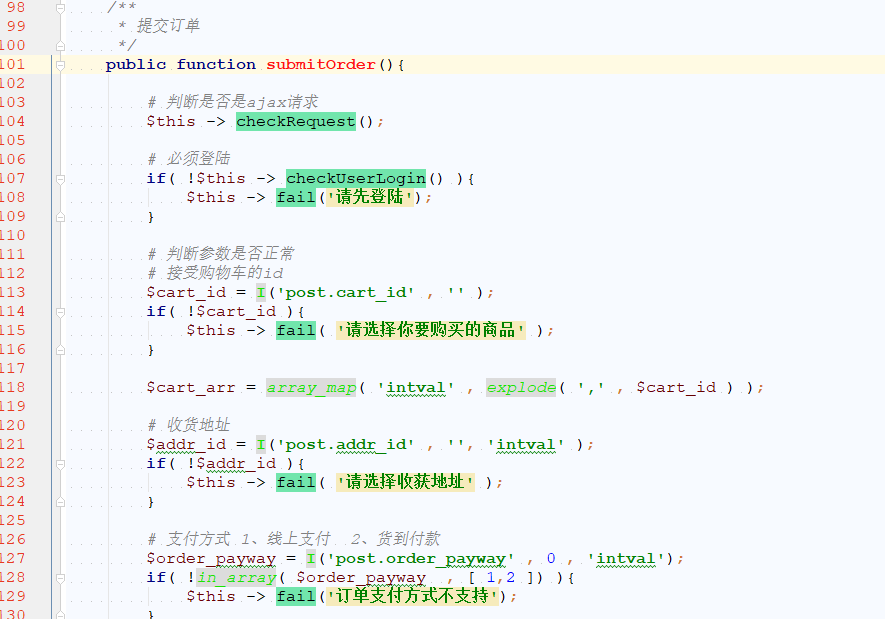 98 /**
99 * 提交订单
100 */
101 public function submitOrder(){
102
103 # 判断是否是ajax请求
104 $this -> checkRequest();
105
106 # 必须登陆
107 if( !$this -> checkUserLogin() ){
108 $this -> fail('请先登陆');
109 }
110
111 # 判断参数是否正常
112 # 接受购物车的id
113 $cart_id = I('post.cart_id' , '' );
114 if( !$cart_id ){
115 $this -> fail( '请选择你要购买的商品' );
116 }
117
118 $cart_arr = array_map( 'intval' , explode( ',' , $cart_id ) );
119
120 # 收货地址
121 $addr_id = I('post.addr_id' , '', 'intval' );
122 if( !$addr_id ){
123 $this -> fail( '请选择收获地址' );
124 }
125
126 # 支付方式 1、线上支付 2、货到付款
127 $order_payway = I('post.order_payway' , 0 , 'intval');
128 if( !in_array( $order_payway , [ 1,2 ]) ){
129 $this -> fail('订单支付方式不支持');
130 }